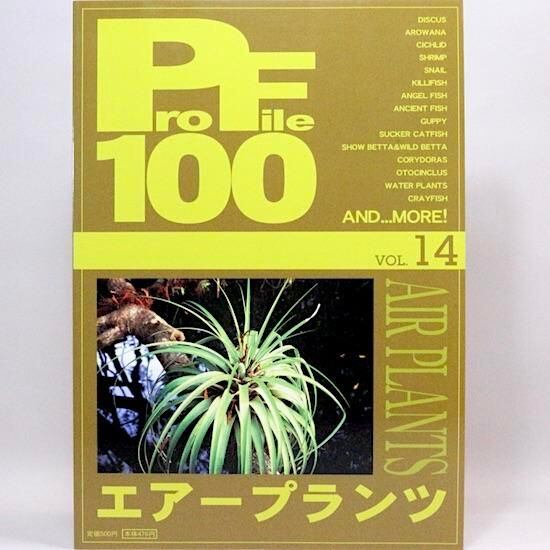 ProFile
100
DISCUS
AROWANA
CICHLID
SHRIMP
SNAIL
KILLIFISH
ANGEL FISH
ANCIENT FISH
GUPPY
SUCKER CATFISH
SHOW BETTA&WILD BETTA
CORYDORAS
OTOCINCLUS
WATER PLANTS
CRAYFISH
AND...MORE!
VOL. 14
AIR PLANTS
エアープランツ
定価500円 本体476円